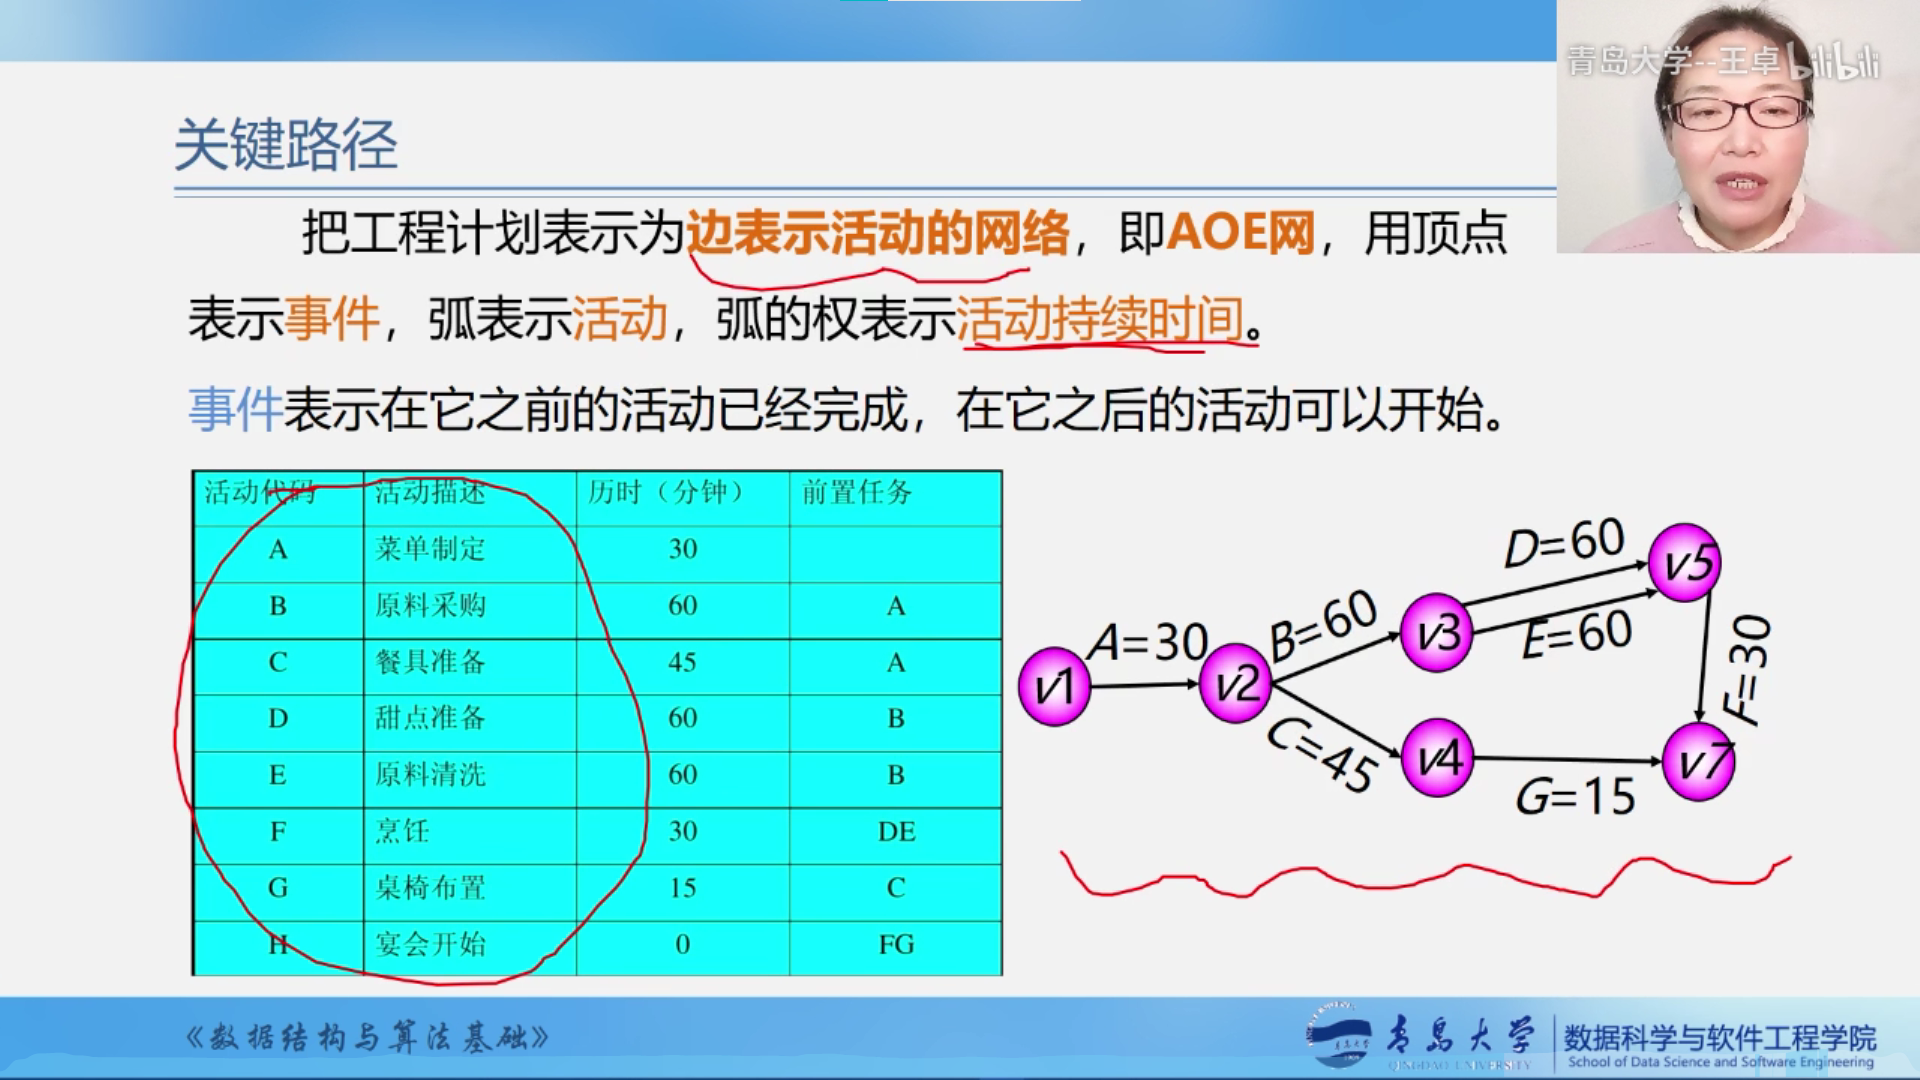 青岛大学--王卓 bilibili
关键路径
把工程计划表示为边表示活动的网络，即AOE网，用顶点
表示事件，弧表示活动，弧的权表示活动持续时间。
事件表示在它之前的活动已经完成，在它之后的活动可以开始。
活动代码 活动描述 历时（分钟） 前置任务
A 菜单制定 30
B 原料采购 60 A
C 餐具准备 45 A
D 甜点准备 60 B
E 原料清洗 60 B
F 烹饪 30 DE
G 桌椅布置 15 C
H 宴会开始 0 FG
D=60
v5
B=60
v3
E=60
A=30
F=30
v1
v2
C=45
v4
v7
G=15
《数据结构与算法基础》
青岛大学
QINGDAO UNIVERSITY
数据科学与软件工程学院
School of Data Science and Software Engineering